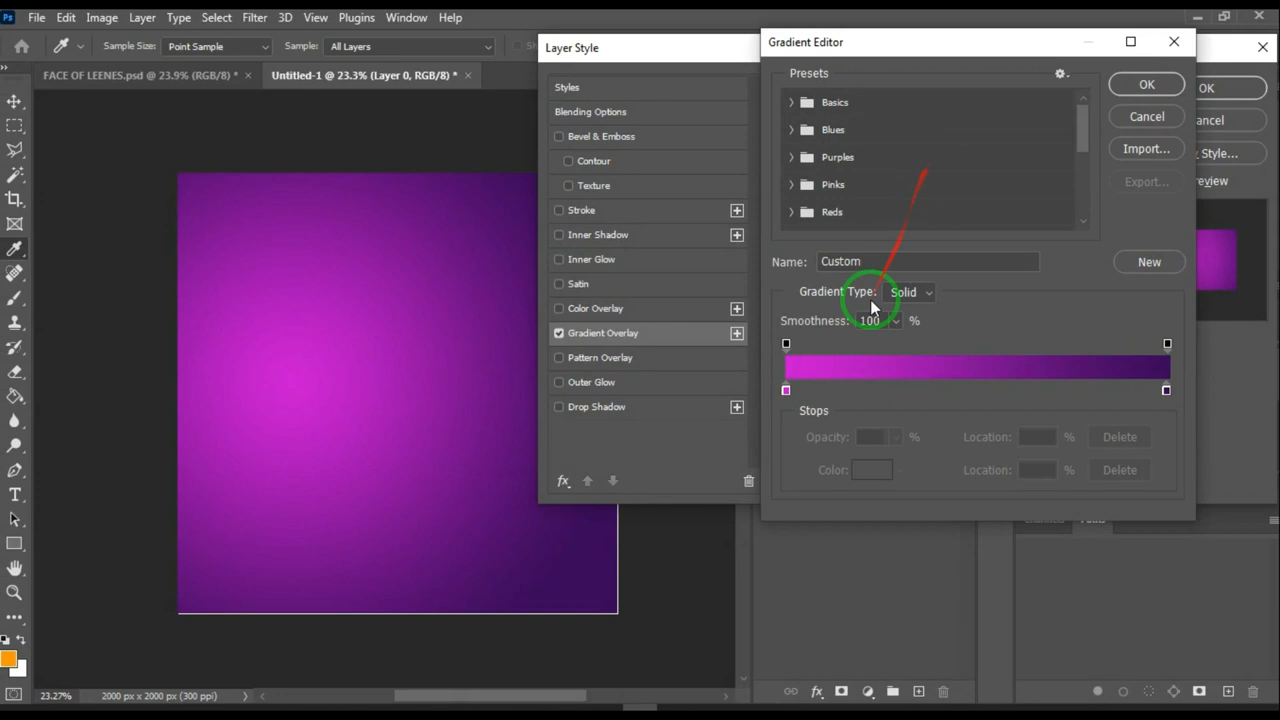 Ps File Edit Image Layer Type Select Filter 3D View Plugins Window Help
Sample Size: Point Sample Sample: All Layers
FACE OF LEENES.psd @ 23.9% (RGB/8) * × Untitled-1 @ 23.3% (Layer 0, RGB/8) * ×
Layer Style
Styles
Blending Options
Bevel & Emboss
Contour
Texture
Stroke
Inner Shadow
Inner Glow
Satin
Color Overlay
Gradient Overlay
Pattern Overlay
Outer Glow
Drop Shadow
fx
Gradient Editor
Presets
Basics
Blues
Purples
Pinks
Reds
OK
Cancel
Import...
Export...
Name: Custom
New
Gradient Type: Solid
Smoothness: 100 %
Stops
Opacity: % Location: % Delete
Color: Location: % Delete
OK
ancel
Style...
review
fx
23.27% 2000 px x 2000 px (300 ppi)